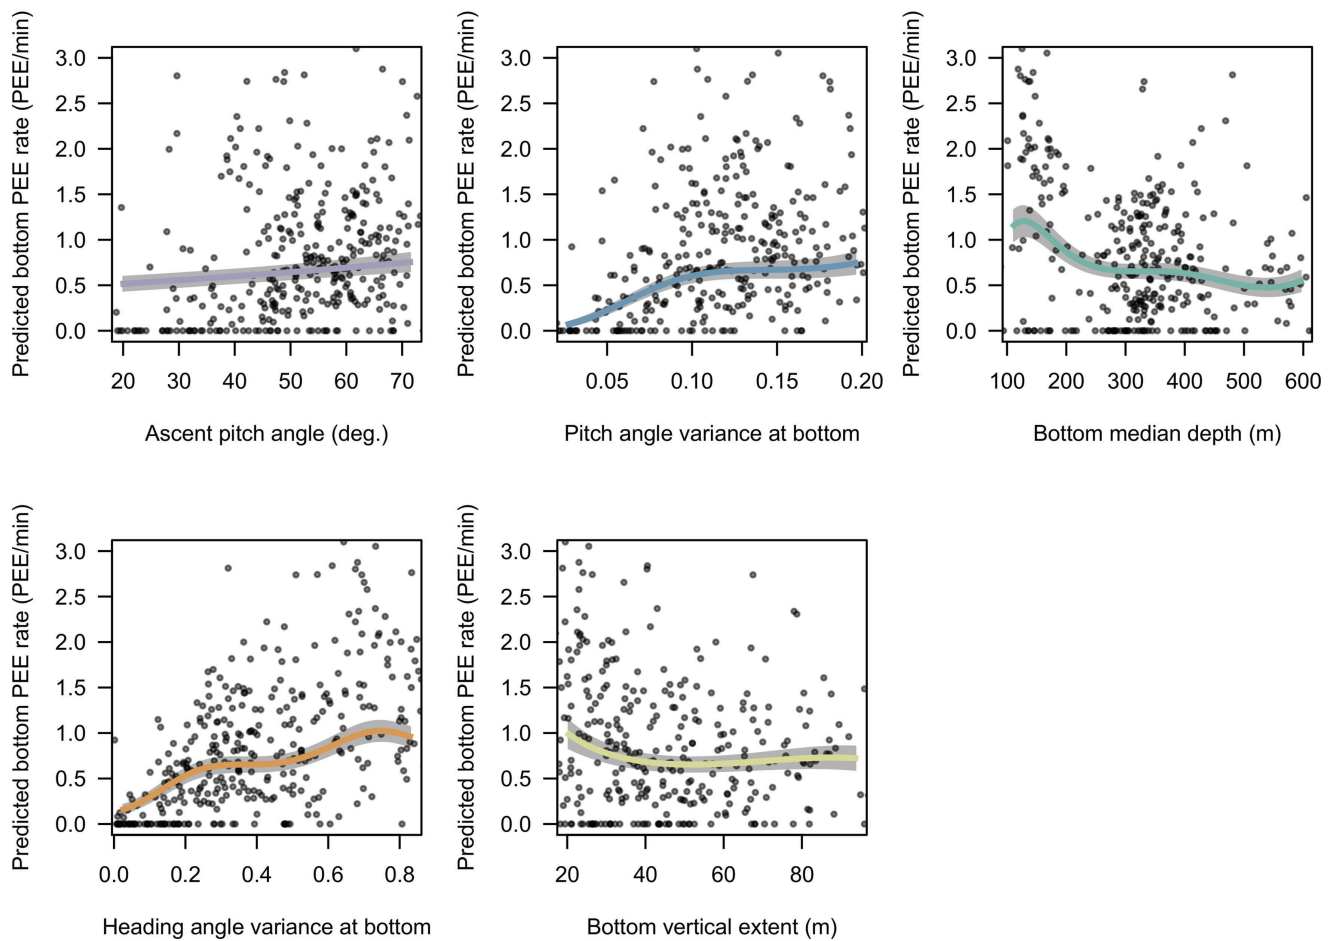 Predicted bottom PEE rate (PEE/min)
3.0
2.5
2.0
1.5
1.0
0.5
0.0
20 30 40 50 60 70
Ascent pitch angle (deg.)
Predicted bottom PEE rate (PEE/min)
3.0
2.5
2.0
1.5
1.0
0.5
0.0
0.05 0.10 0.15 0.20
Pitch angle variance at bottom
Predicted bottom PEE rate (PEE/min)
3.0
2.5
2.0
1.5
1.0
0.5
0.0
100 200 300 400 500 600
Bottom median depth (m)
Predicted bottom PEE rate (PEE/min)
3.0
2.5
2.0
1.5
1.0
0.5
0.0
0.0 0.2 0.4 0.6 0.8
Heading angle variance at bottom
Predicted bottom PEE rate (PEE/min)
3.0
2.5
2.0
1.5
1.0
0.5
0.0
20 40 60 80
Bottom vertical extent (m)